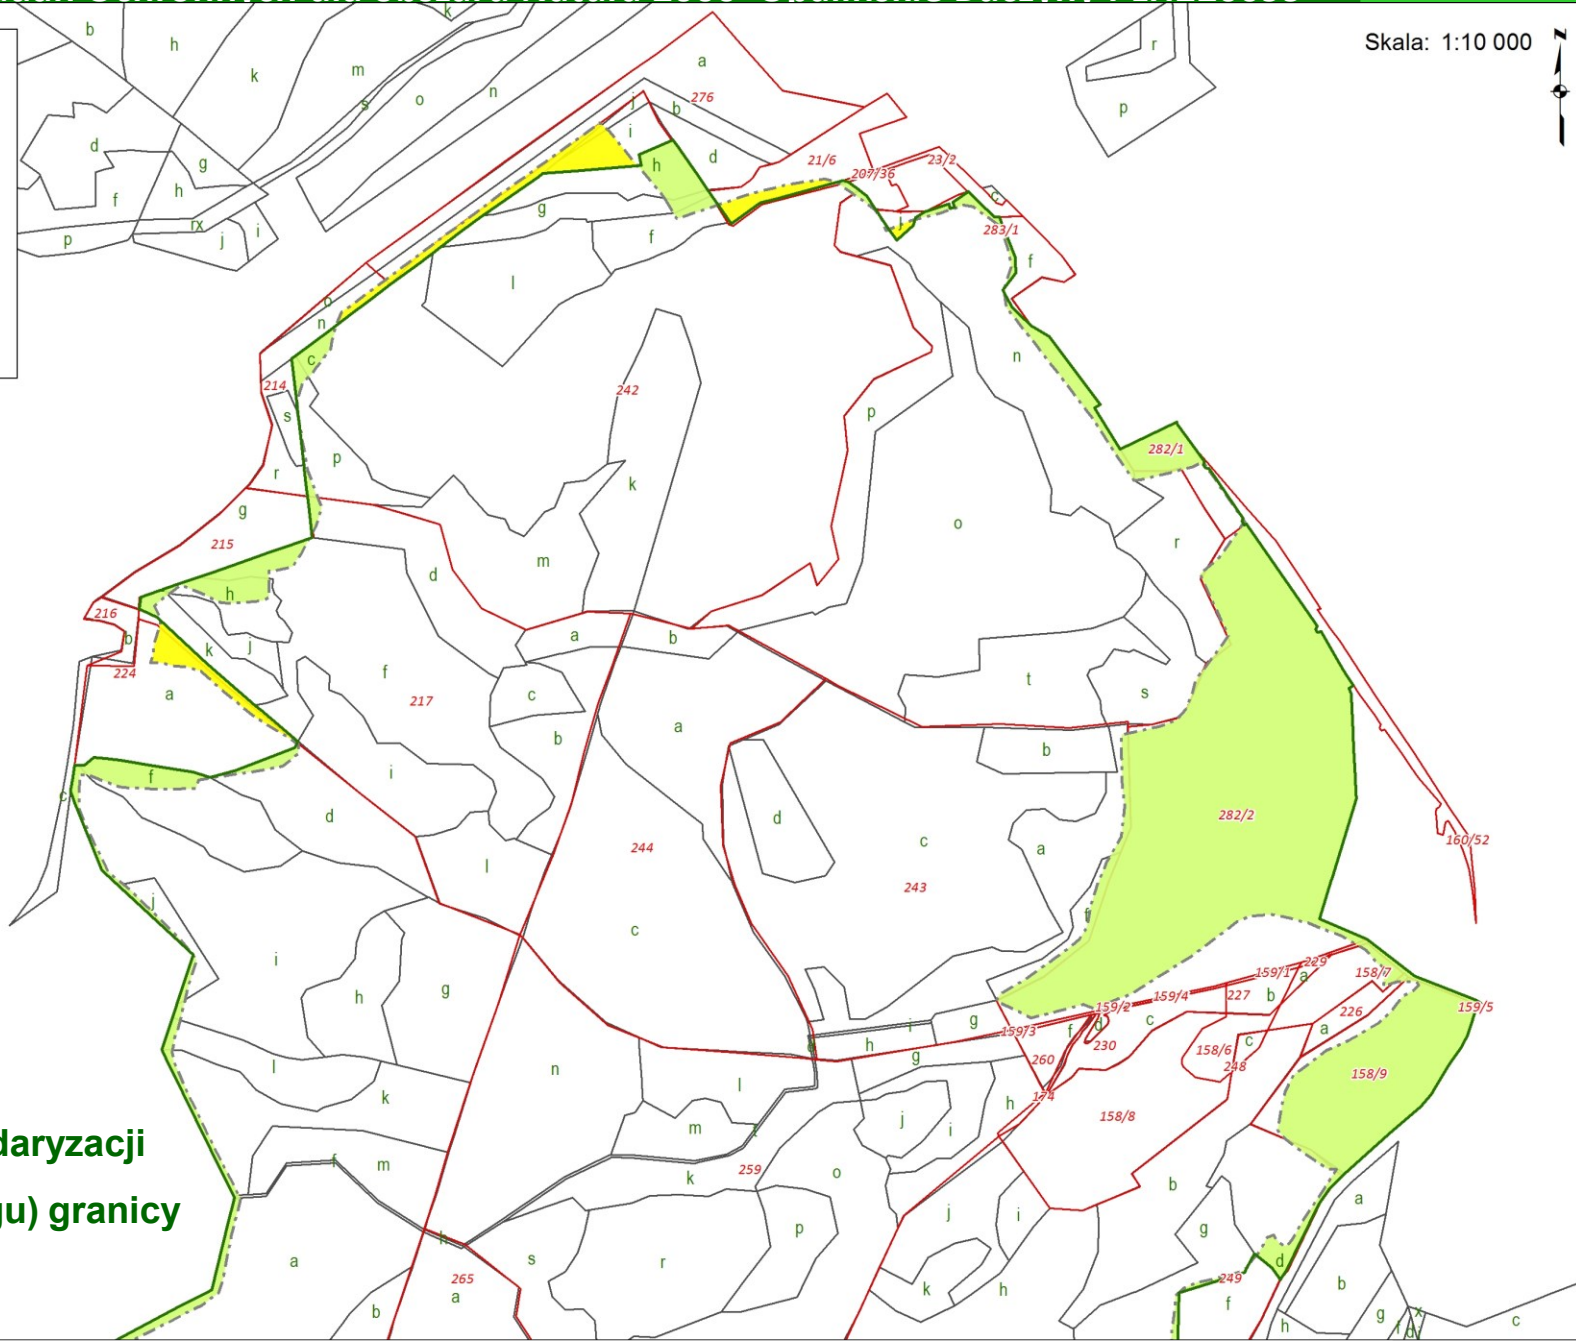 Skala: 1:10 000
z
b
h
k
k
m
s
o
n
a
276
r
p
d
g
f
h
rx
p
j
i
j
b
i
h
d
21/6
207/36
23/2
c
283/1
f
g
f
l
o
n
c
214
s
242
n
p
r
p
k
282/1
g
215
o
r
m
d
h
216
b
j
k
a
b
224
a
f
217
c
t
s
a
b
b
f
i
c
d
d
c
282/2
244
a
160/52
l
243
j
f
c
i
h
g
229
159/1
a
158/7
159/4
227
b
159/2
226
159/5
i
g
159/3
f
d
c
h
g
230
158/6
c
a
260
248
l
n
l
158/9
k
174
j
i
h
158/8
m
daryzacji
f
m
259
k
o
b
a
gu) granicy
j
i
g
p
s
r
a
265
a
b
k
h
249
d
f
b
g
h
x
f
d
c